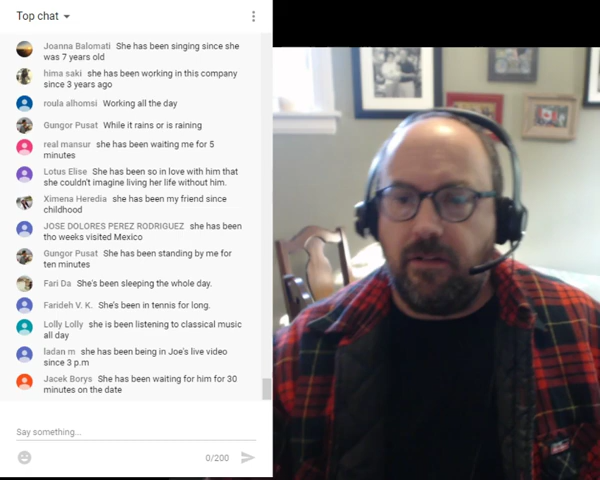 Top chat
Joanna Balomati She has been singing since she
was 7 years old
hima saki she has been working in this company
since 3 years ago
roula alhomsi Working all the day
Gungor Pusat While it rains or is raining
real mansur she has been waiting me for 5
minutes
Lotus Elise She has been so in love with him that
she couldn't imagine living her life without him.
Ximena Heredia she has been my friend since
childhood
JOSE DOLORES PEREZ RODRIGUEZ she has been
tho weeks visited Mexico
Gungor Pusat She has been standing by me for
ten minutes
Fari Da She's been sleeping the whole day.
Farideh V. K. She's been in tennis for long.
Lolly Lolly she is been listening to classical music
all day
ladan m she has been being in Joe's live video
since 3 p.m
Jacek Borys She has been waiting for him for 30
minutes on the date
Say something...
0/200